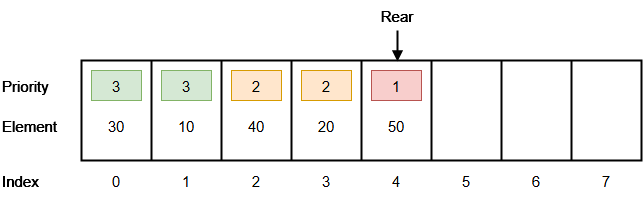 Rear
Priority 3 3 2 2 1
Element 30 10 40 20 50
Index 0 1 2 3 4 5 6 7